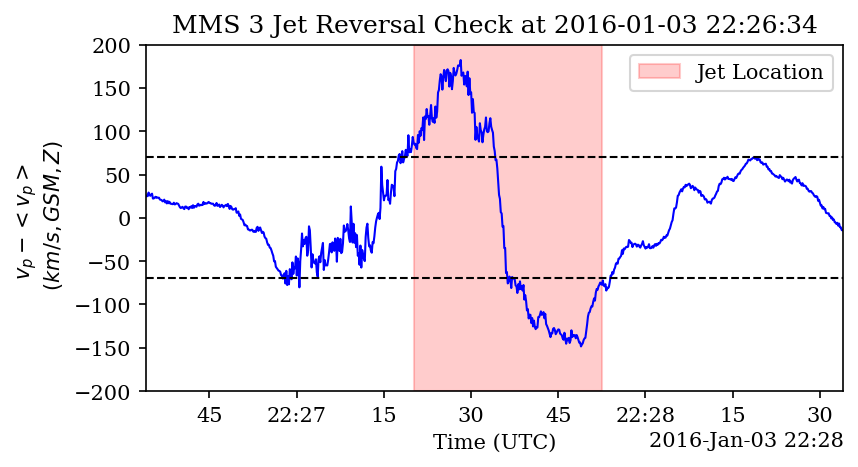 MMS 3 Jet Reversal Check at 2016-01-03 22:26:34
200
150
100
50
0
−50
−100
−150
−200
v_p − < v_p >
(km/s, GSM, Z)
Jet Location
45
22:27
15
30
45
22:28
15
30
Time (UTC)
2016-Jan-03 22:28